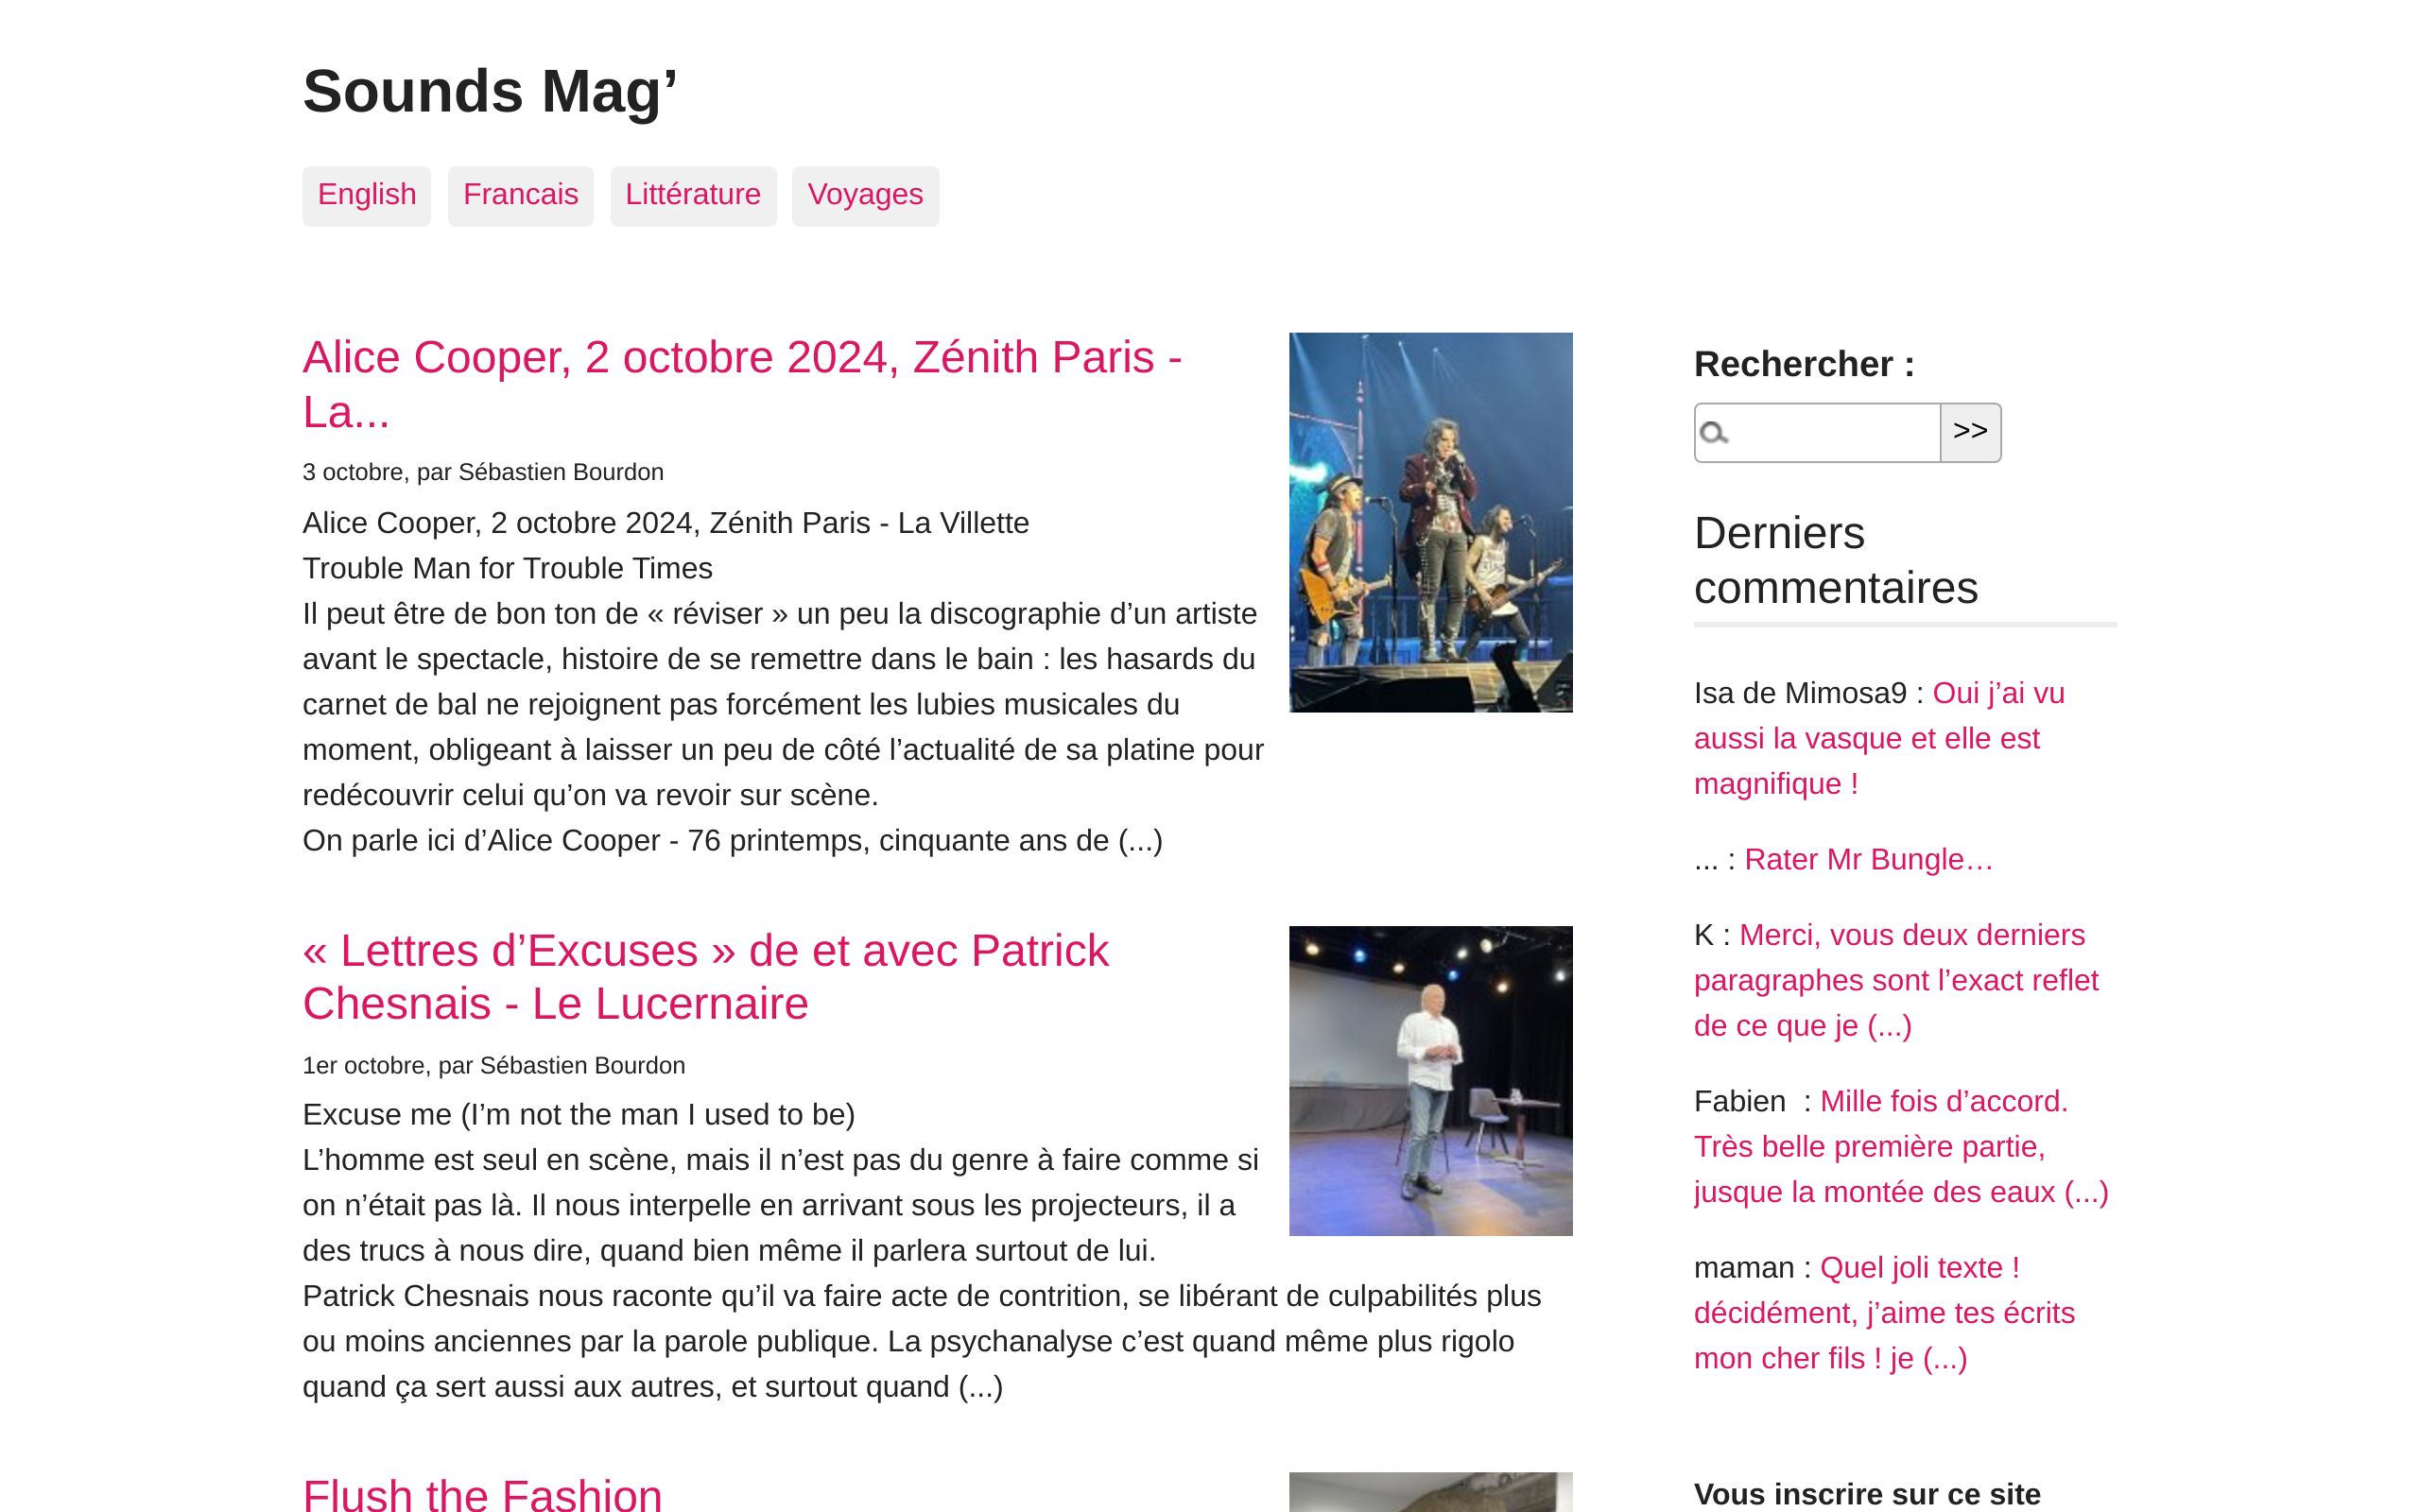 Sounds Mag’
English
Francais
Littérature
Voyages
Alice Cooper, 2 octobre 2024, Zénith Paris -
La...
3 octobre, par Sébastien Bourdon
Alice Cooper, 2 octobre 2024, Zénith Paris - La Villette
Trouble Man for Trouble Times
Il peut être de bon ton de « réviser » un peu la discographie d’un artiste
avant le spectacle, histoire de se remettre dans le bain : les hasards du
carnet de bal ne rejoignent pas forcément les lubies musicales du
moment, obligeant à laisser un peu de côté l’actualité de sa platine pour
redécouvrir celui qu’on va revoir sur scène.
On parle ici d’Alice Cooper - 76 printemps, cinquante ans de (...)
« Lettres d’Excuses » de et avec Patrick
Chesnais - Le Lucernaire
1er octobre, par Sébastien Bourdon
Excuse me (I’m not the man I used to be)
L’homme est seul en scène, mais il n’est pas du genre à faire comme si
on n’était pas là. Il nous interpelle en arrivant sous les projecteurs, il a
des trucs à nous dire, quand bien même il parlera surtout de lui.
Patrick Chesnais nous raconte qu’il va faire acte de contrition, se libérant de culpabilités plus
ou moins anciennes par la parole publique. La psychanalyse c’est quand même plus rigolo
quand ça sert aussi aux autres, et surtout quand (...)
Flush the Fashion
Rechercher :
>>
Derniers
commentaires
Isa de Mimosa9 : Oui j’ai vu
aussi la vasque et elle est
magnifique !
... : Rater Mr Bungle…
K : Merci, vous deux derniers
paragraphes sont l’exact reflet
de ce que je (...)
Fabien  : Mille fois d’accord.
Très belle première partie,
jusque la montée des eaux (...)
maman : Quel joli texte !
décidément, j’aime tes écrits
mon cher fils ! je (...)
Vous inscrire sur ce site